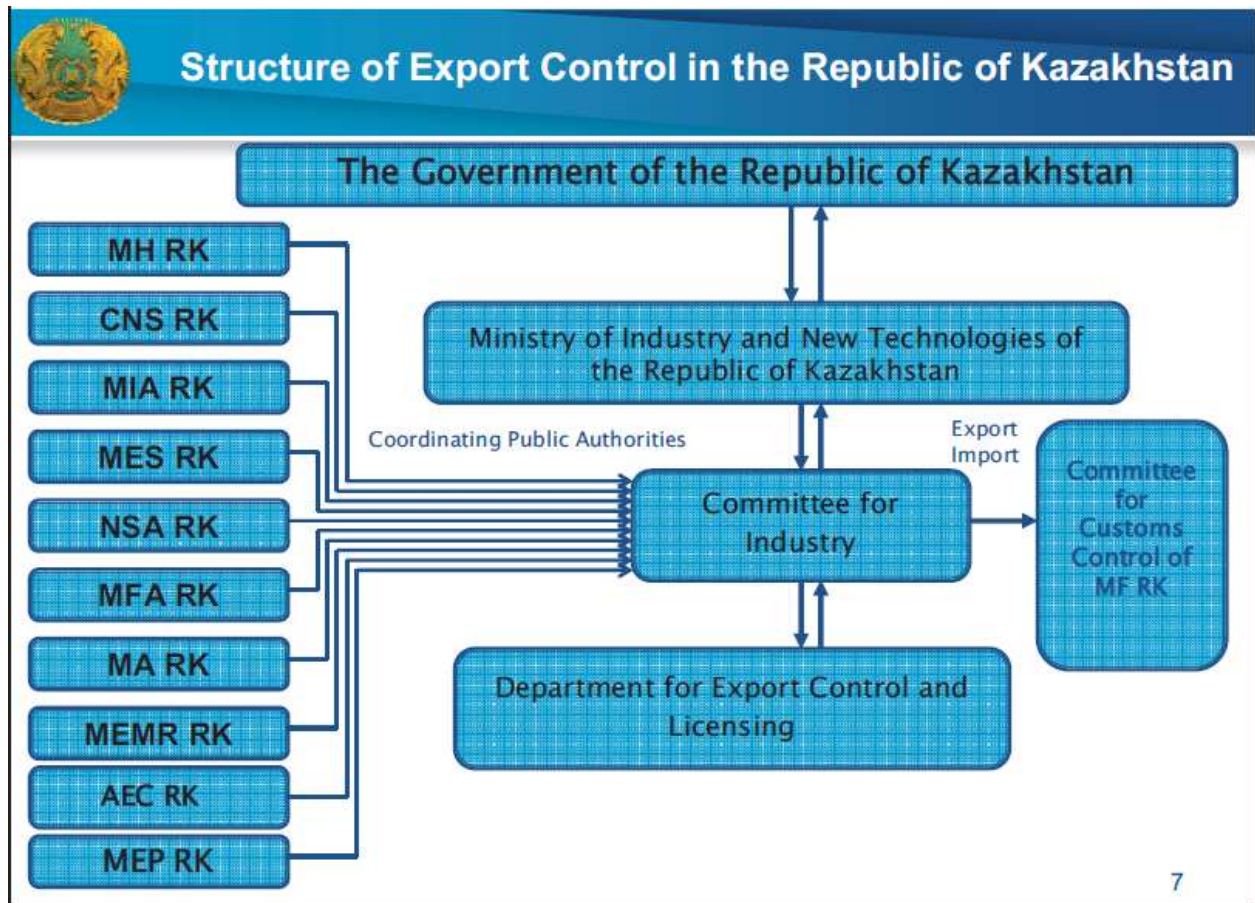 Structure of Export Control in the Republic of Kazakhstan
The Government of the Republic of Kazakhstan
MH RK
CNS RK
MIA RK
MES RK
NSA RK
MFA RK
MA RK
MEMR RK
AEC RK
MEP RK
Ministry of Industry and New Technologies of
the Republic of Kazakhstan
Coordinating Public Authorities
Export
Import
Committee for
Industry
Committee
for
Customs
Control of
MF RK
Department for Export Control and
Licensing
7